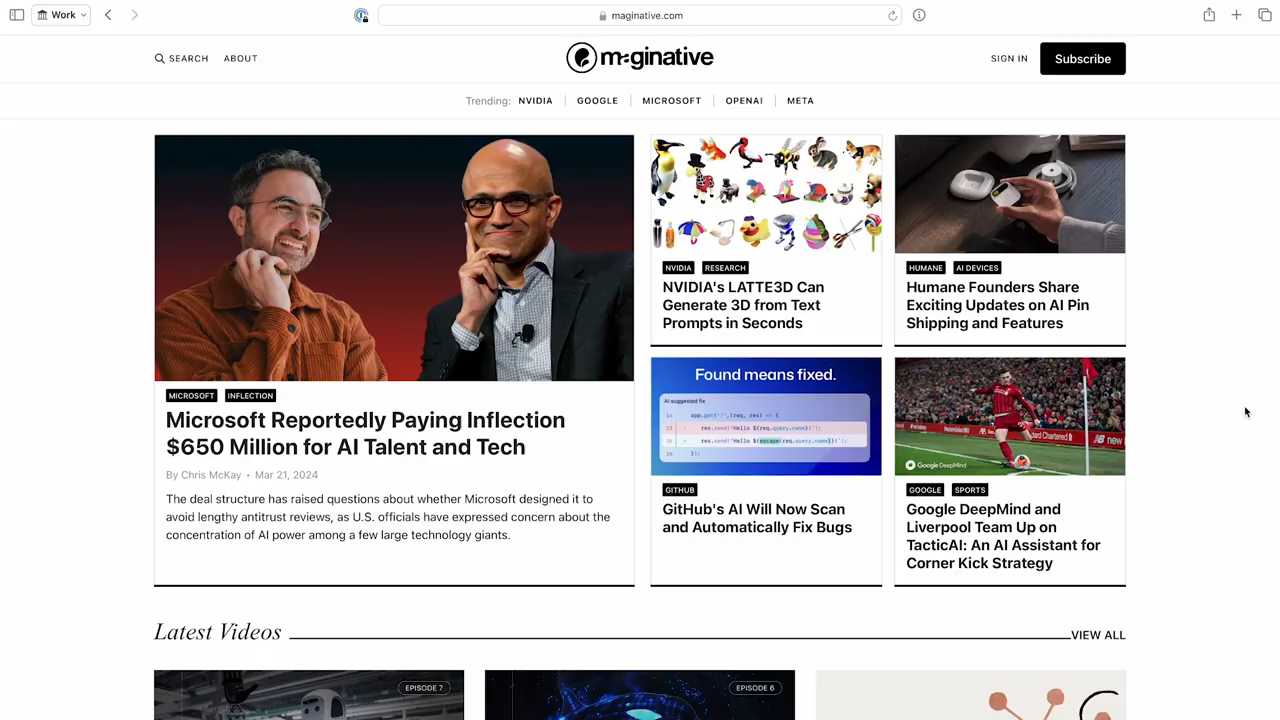 Work
maginative.com
SEARCH
ABOUT
maginative
SIGN IN
Subscribe
Trending:
NVIDIA
GOOGLE
MICROSOFT
OPENAI
META
MICROSOFT
INFLECTION
Microsoft Reportedly Paying Inflection
$650 Million for AI Talent and Tech
By Chris McKay • Mar 21, 2024
The deal structure has raised questions about whether Microsoft designed it to
avoid lengthy antitrust reviews, as U.S. officials have expressed concern about the
concentration of AI power among a few large technology giants.
NVIDIA
RESEARCH
NVIDIA's LATTE3D Can
Generate 3D from Text
Prompts in Seconds
HUMANE
AI DEVICES
Humane Founders Share
Exciting Updates on AI Pin
Shipping and Features
Found means fixed.
AI suggested fix
14 app.get('/',(req, res) => {
15 - res.send(`Hello ${req.query.name}!`);
16 + res.send(`Hello ${escape(req.query.name)}!`);
});
GITHUB
GitHub's AI Will Now Scan
and Automatically Fix Bugs
Standard Chartered
new
Google DeepMind
GOOGLE
SPORTS
Google DeepMind and
Liverpool Team Up on
TacticAI: An AI Assistant for
Corner Kick Strategy
Latest Videos
VIEW ALL
EPISODE 7
EPISODE 6